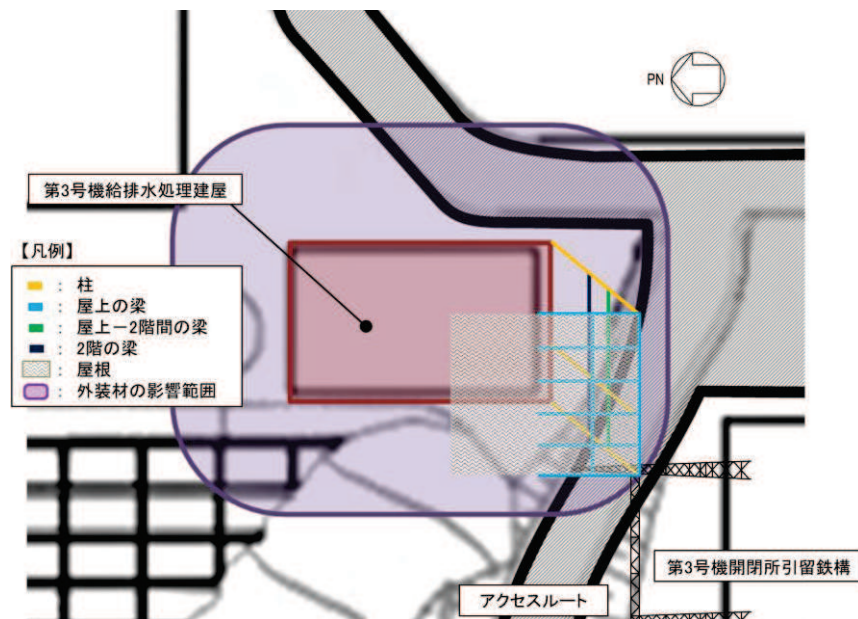 PN
第3号機給排水処理建屋
【凡例】
： 柱
： 屋上の梁
： 屋上－2階間の梁
： 2階の梁
： 屋根
： 外装材の影響範囲
第3号機開閉所引留鉄構
アクセスルート